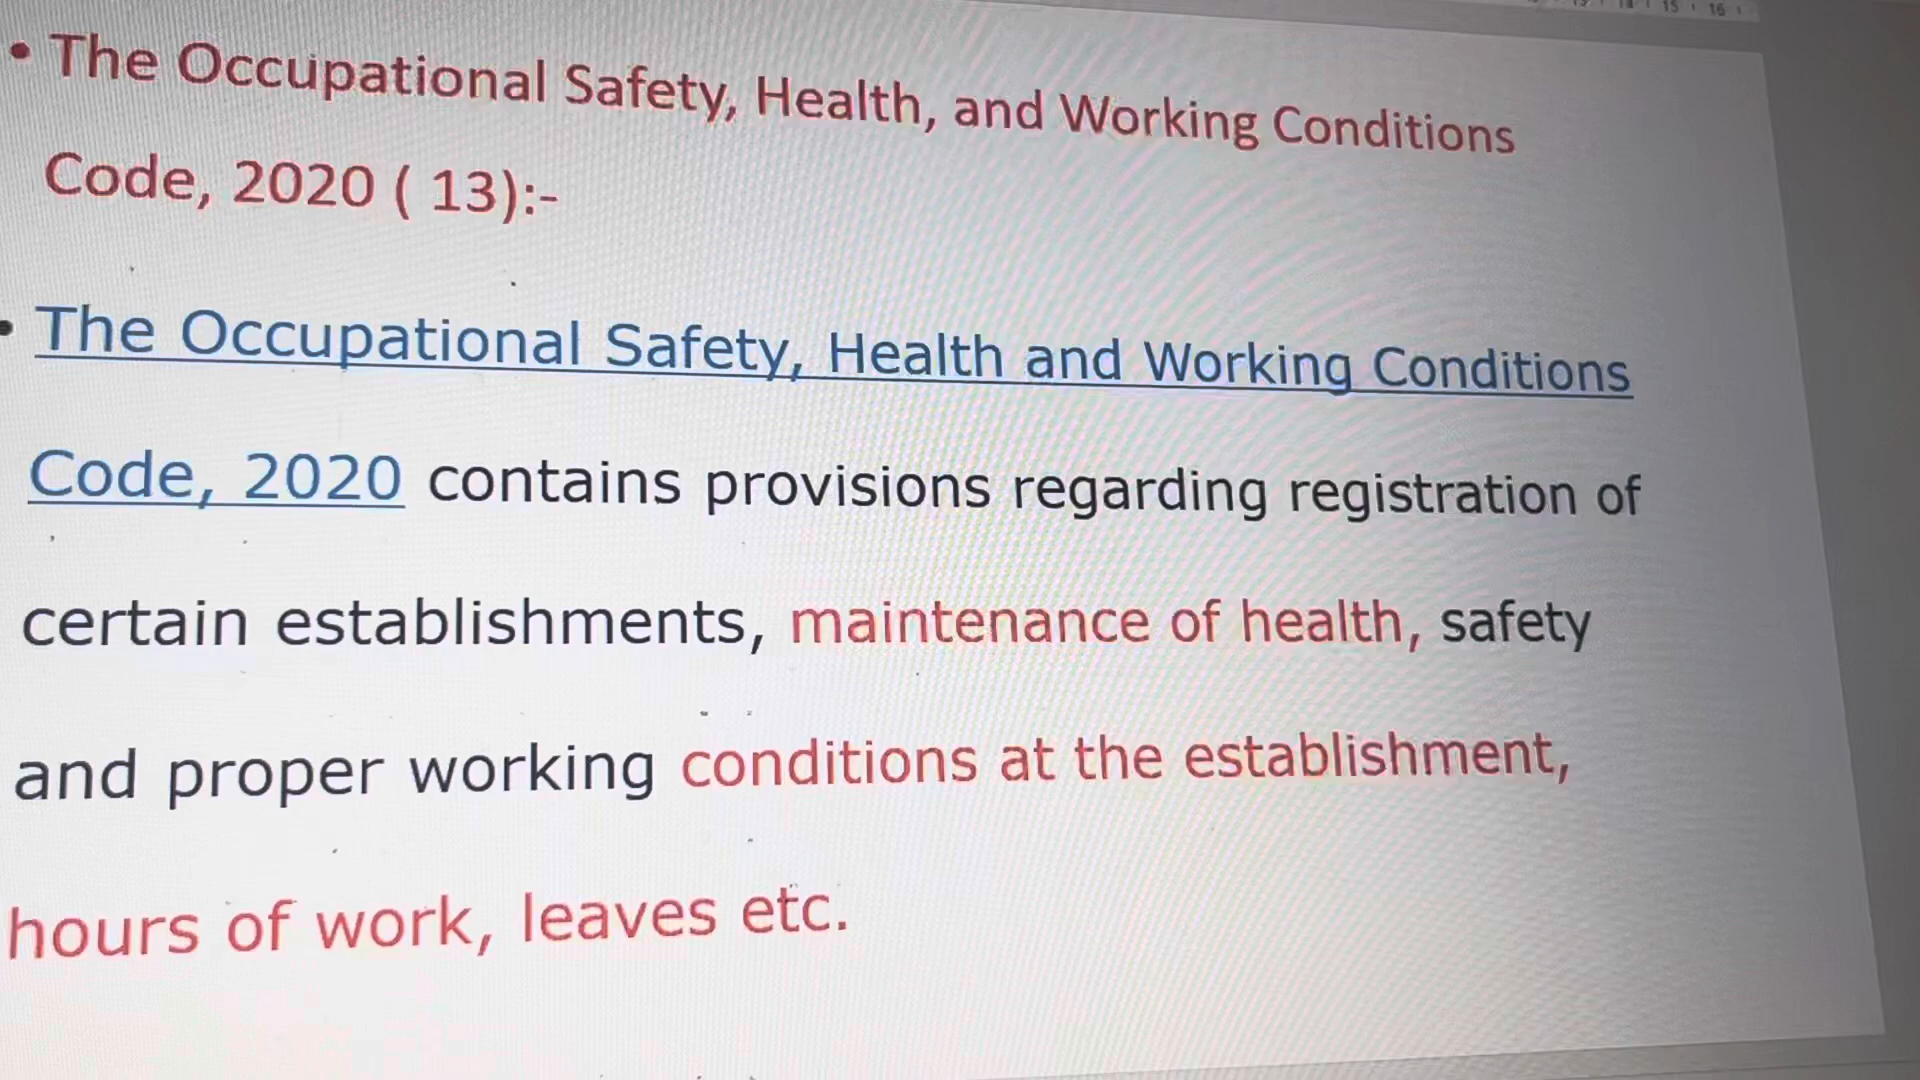 15 16
• The Occupational Safety, Health, and Working Conditions
Code, 2020 ( 13):-
• The Occupational Safety, Health and Working Conditions
Code, 2020 contains provisions regarding registration of
certain establishments, maintenance of health, safety
and proper working conditions at the establishment,
hours of work, leaves etc.